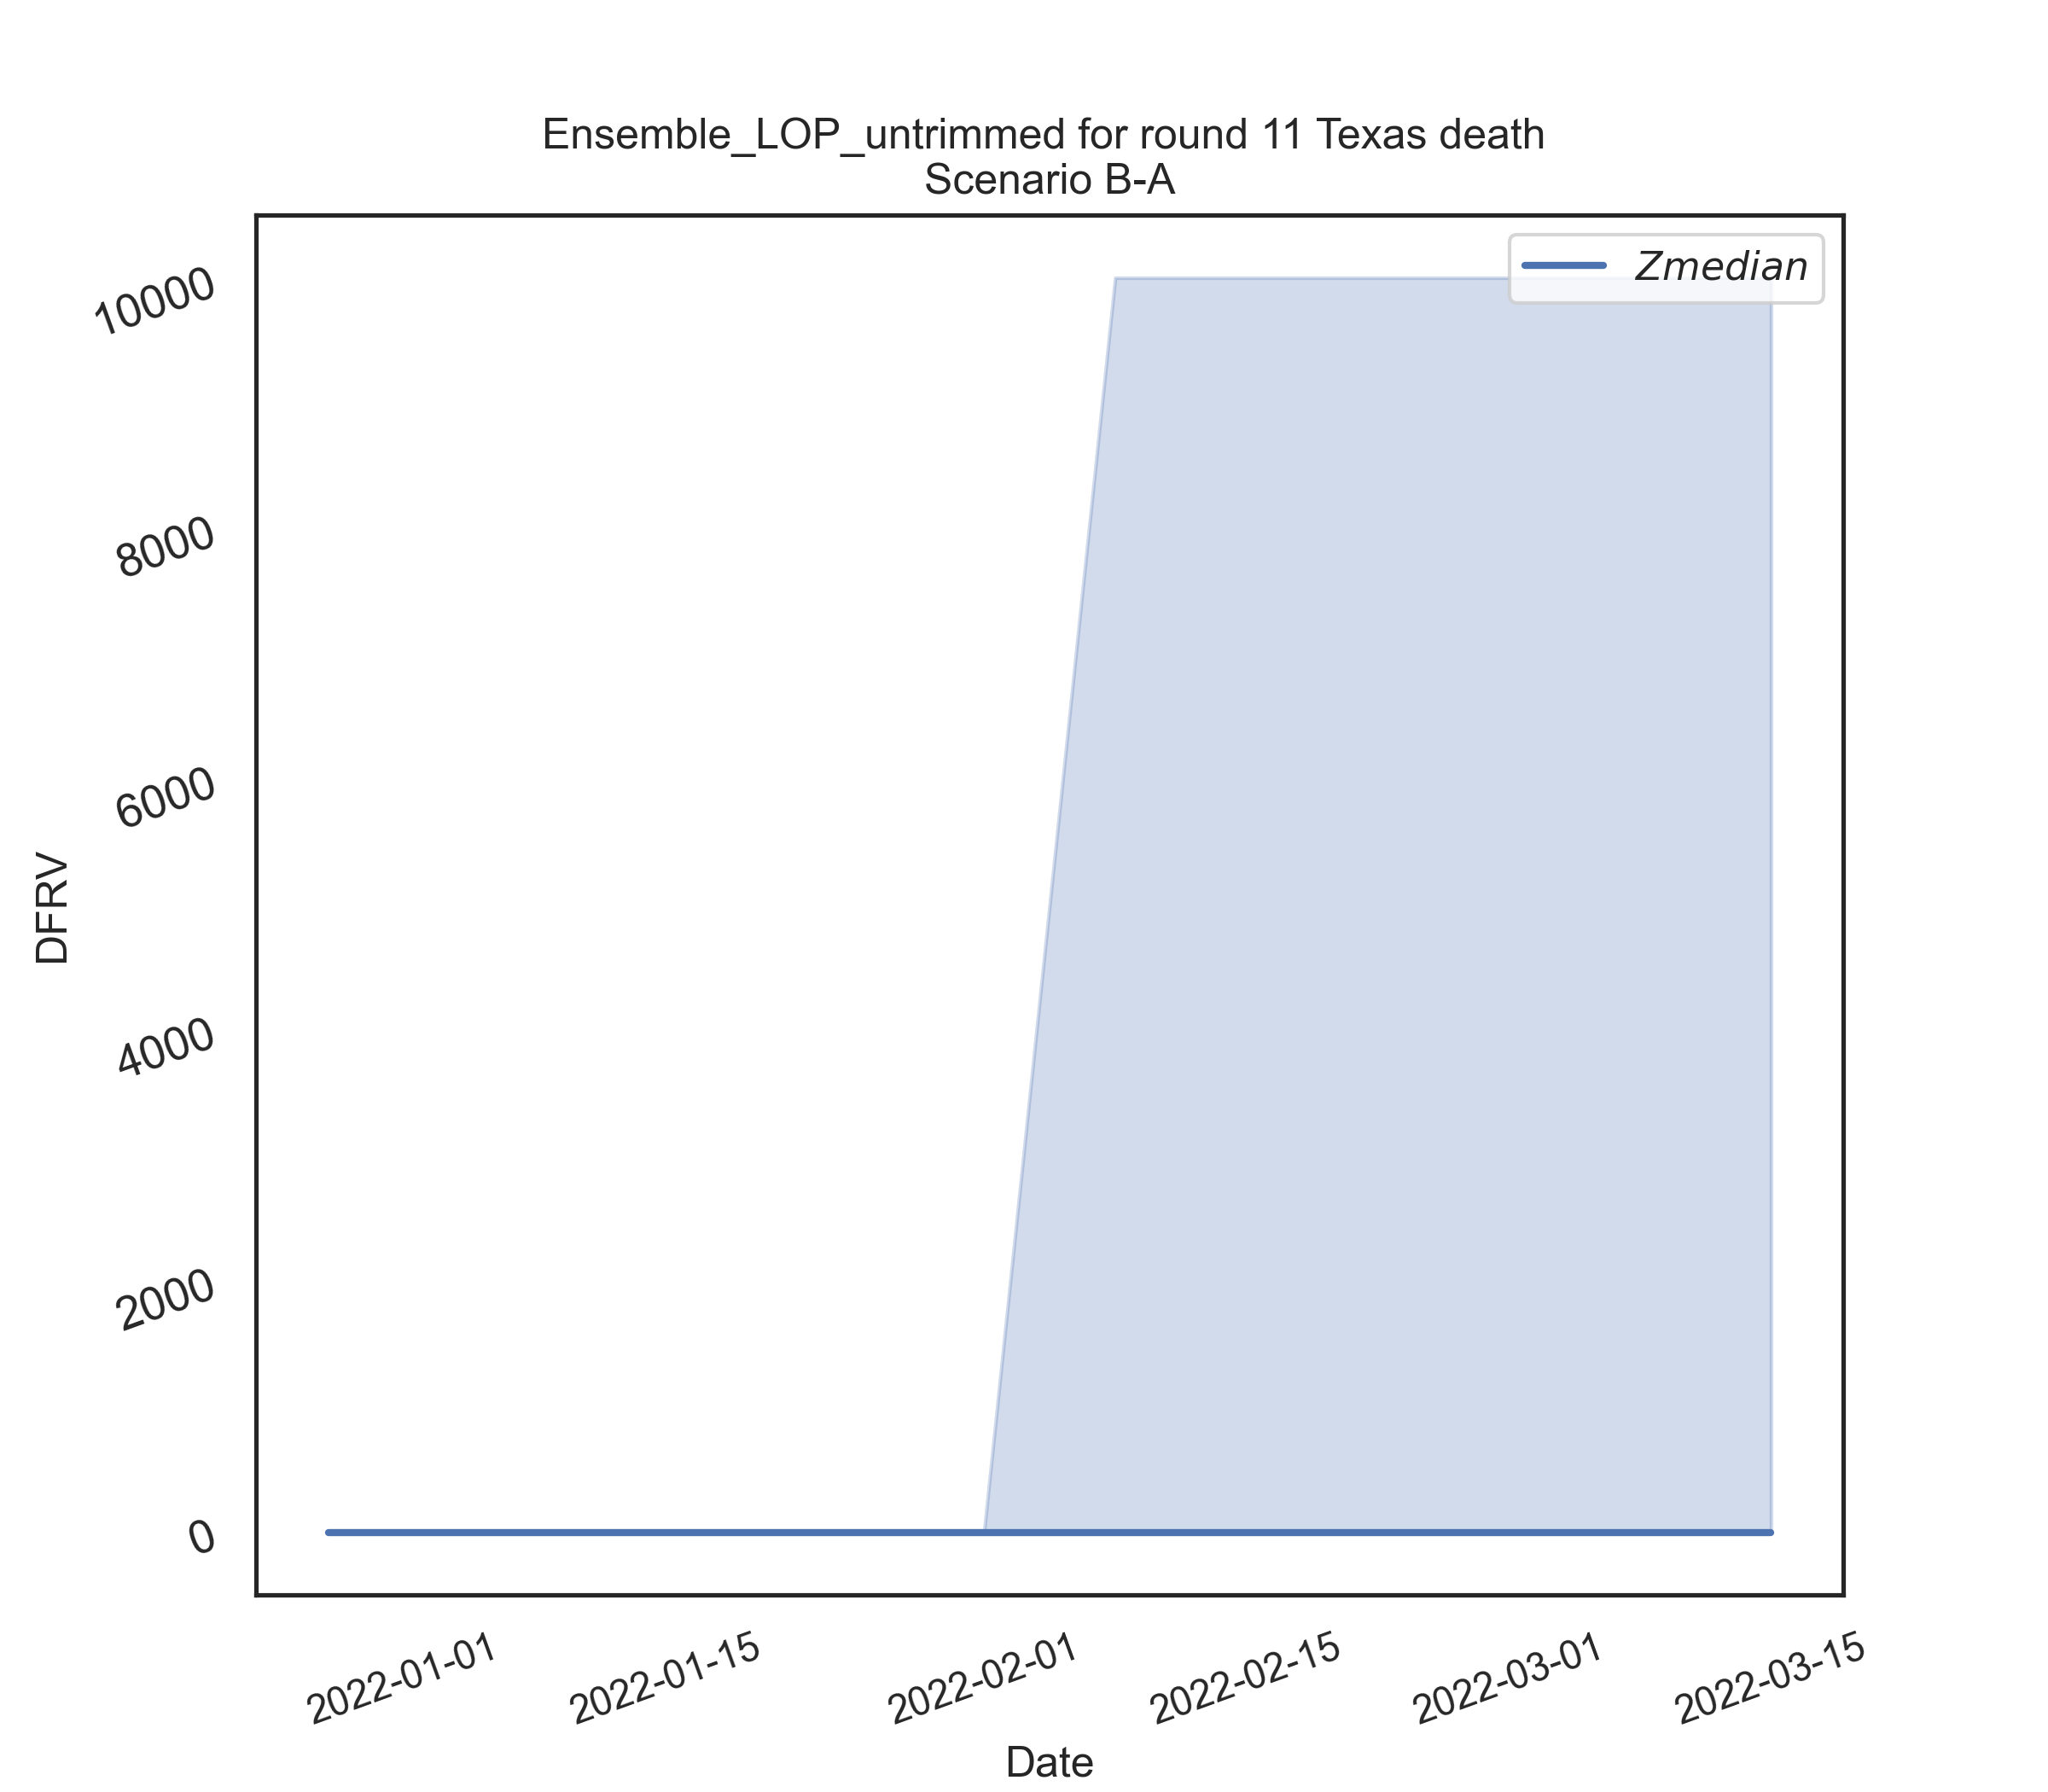 Ensemble_LOP_untrimmed for round 11 Texas death
Scenario B-A
Zmedian
10000
8000
6000
4000
2000
0
DFRV
2022-01-01
2022-01-15
2022-02-01
2022-02-15
2022-03-01
2022-03-15
Date